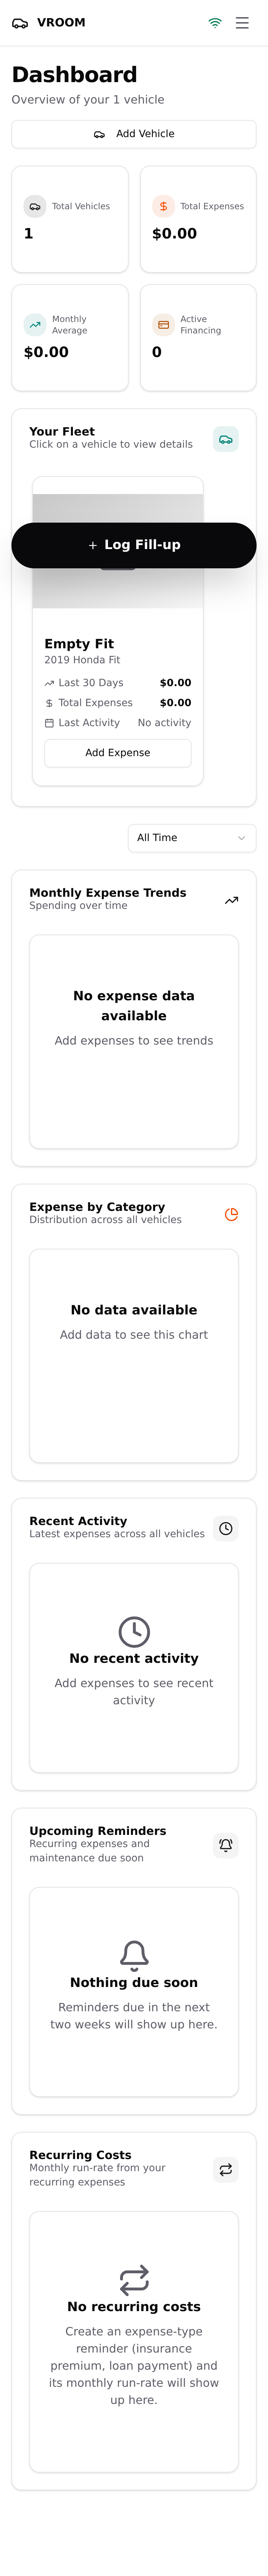 VROOM
Dashboard
Overview of your 1 vehicle
Add Vehicle
Total Vehicles
1
Total Expenses
$0.00
Monthly
Average
$0.00
Active
Financing
0
Your Fleet
Click on a vehicle to view details
+ Log Fill-up
Empty Fit
2019 Honda Fit
Last 30 Days $0.00
Total Expenses $0.00
Last Activity No activity
Add Expense
All Time
Monthly Expense Trends
Spending over time
No expense data
available
Add expenses to see trends
Expense by Category
Distribution across all vehicles
No data available
Add data to see this chart
Recent Activity
Latest expenses across all vehicles
No recent activity
Add expenses to see recent
activity
Upcoming Reminders
Recurring expenses and
maintenance due soon
Nothing due soon
Reminders due in the next
two weeks will show up here.
Recurring Costs
Monthly run-rate from your
recurring expenses
No recurring costs
Create an expense-type
reminder (insurance
premium, loan payment) and
its monthly run-rate will show
up here.